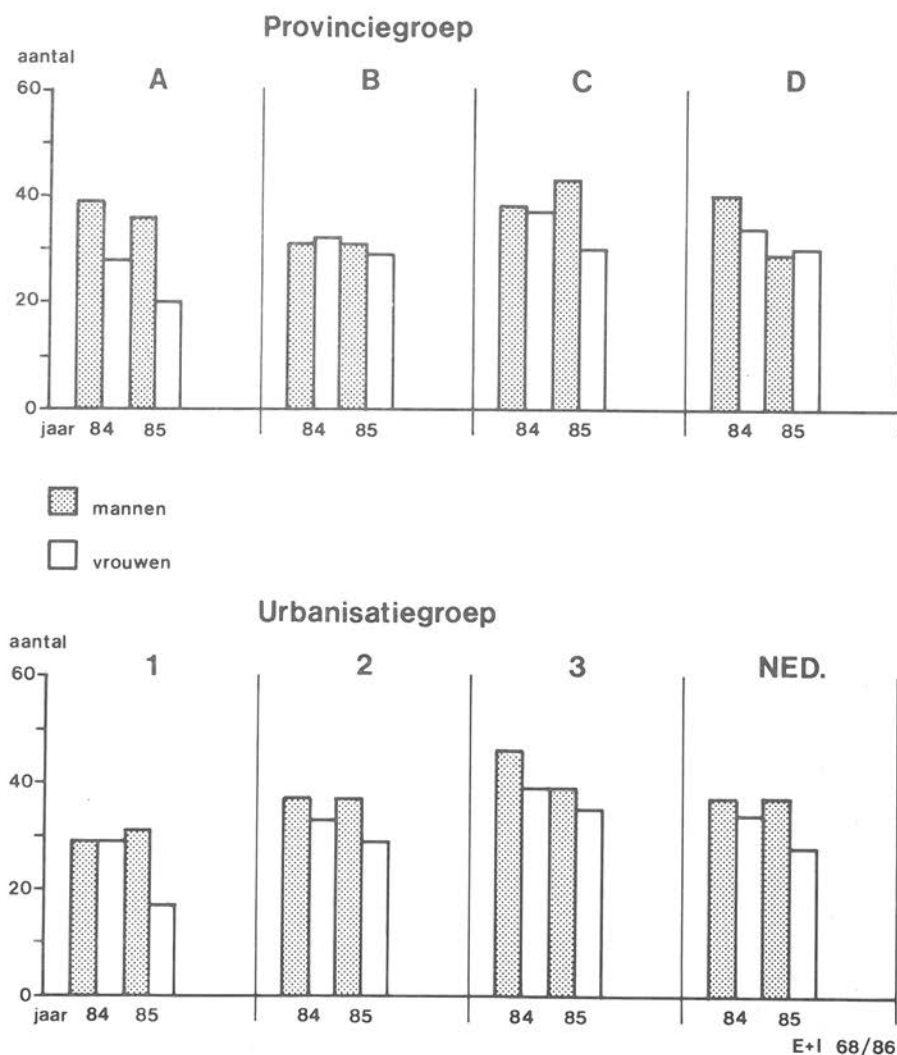 Provinciegroep
aantal
60 A B C D
40
20
0
jaar 84 85 84 85 84 85 84 85
mannen
vrouwen
Urbanisatiegroep
aantal
60 1 2 3 NED.
40
20
0
jaar 84 85 84 85 84 85 84 85
E+I 68/86